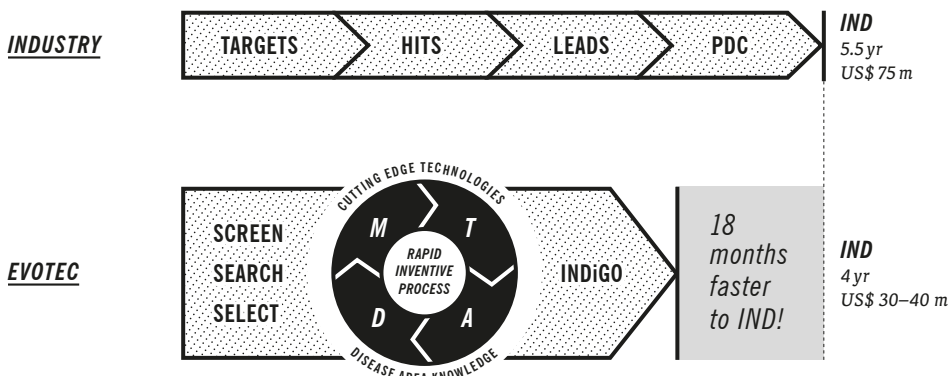 INDUSTRY
TARGETS
HITS
LEADS
PDC
IND
5.5 yr
US$ 75 m
EVOTEC
SCREEN
SEARCH
SELECT
CUTTING EDGE TECHNOLOGIES
M
T
D
A
RAPID
INVENTIVE
PROCESS
DISEASE AREA KNOWLEDGE
INDiGO
18
months
faster
to IND!
IND
4 yr
US$ 30–40 m